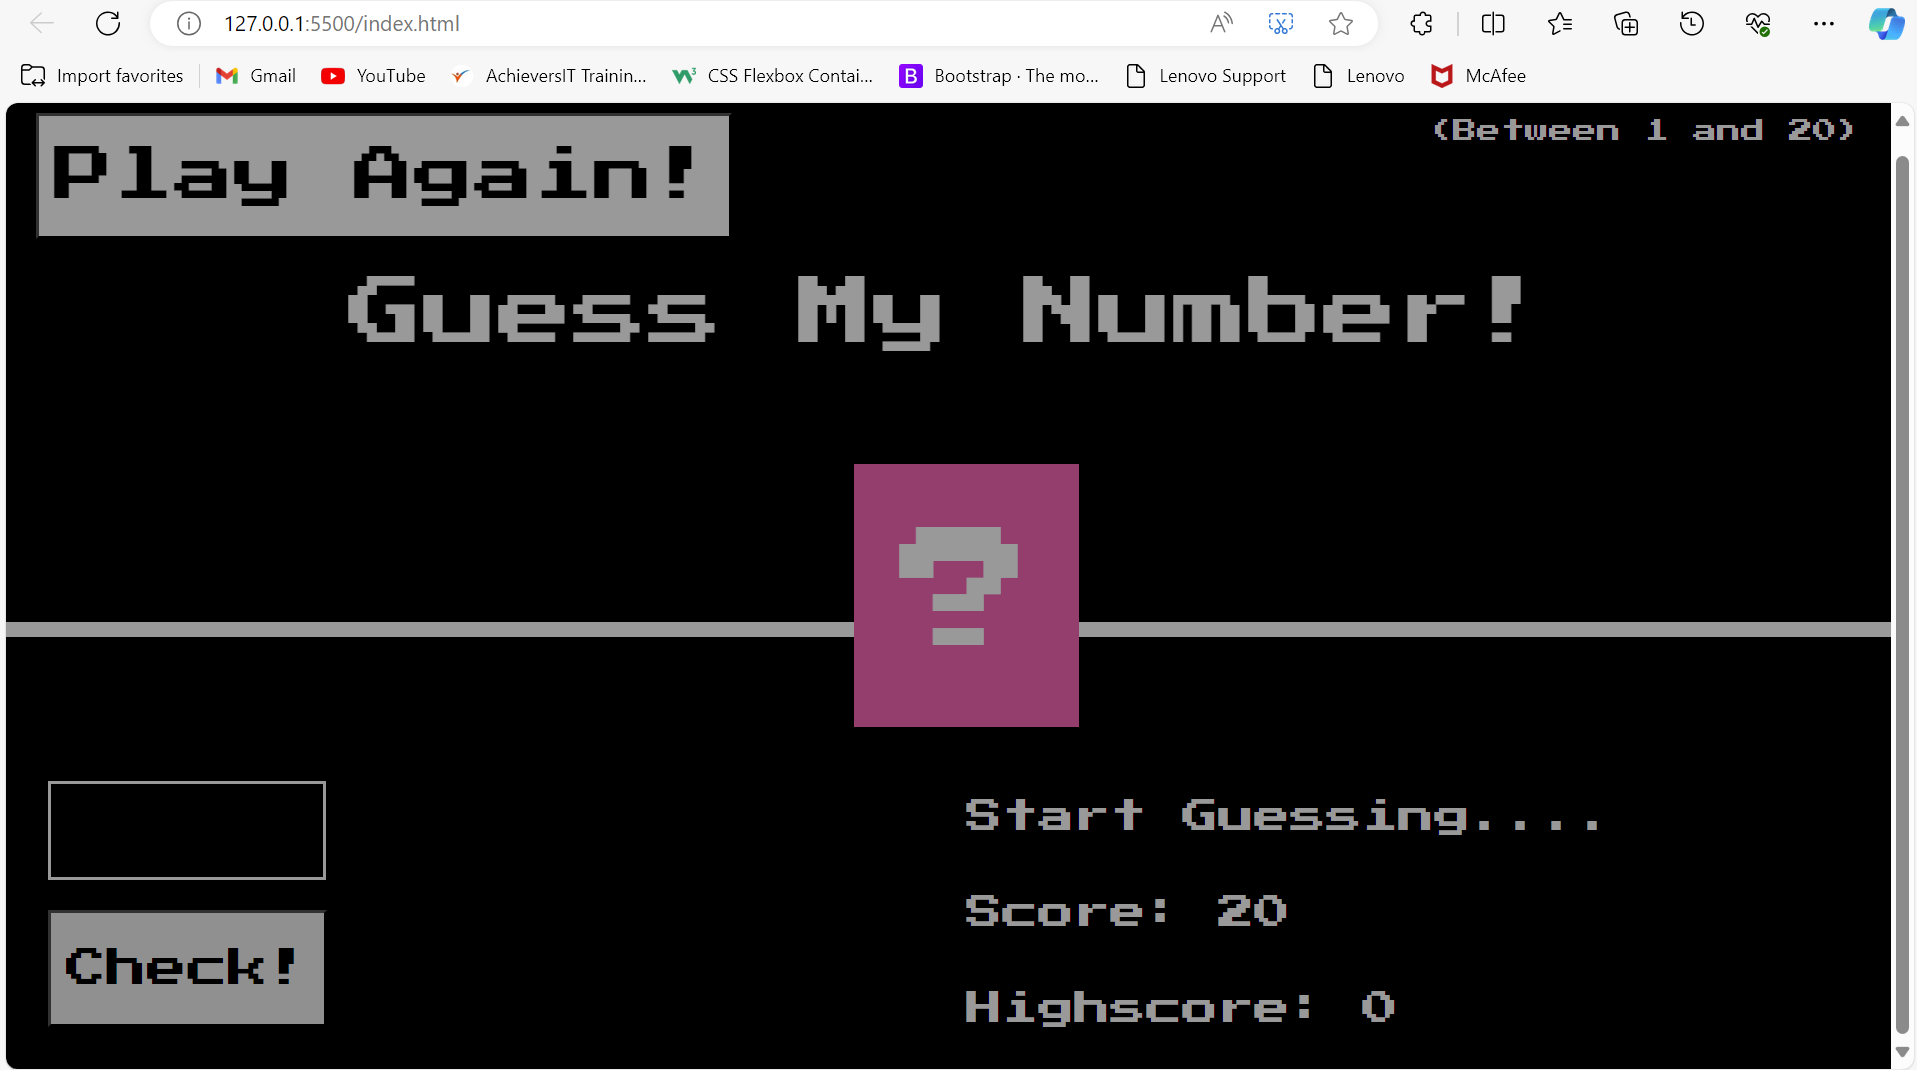 127.0.0.1:5500/index.html
Import favorites Gmail YouTube AchieversIT Trainin... CSS Flexbox Contai... Bootstrap · The mo... Lenovo Support Lenovo McAfee
Play Again!
(Between 1 and 20)
Guess My Number!
?
Start Guessing....
Score: 20
Check!
Highscore: 0